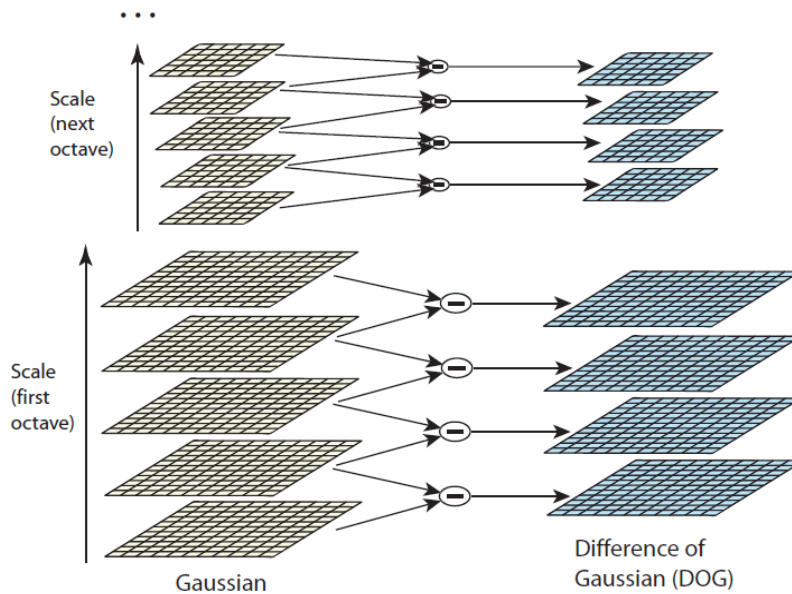 ...
Scale
(next
octave)
Scale
(first
octave)
Gaussian
Difference of
Gaussian (DOG)